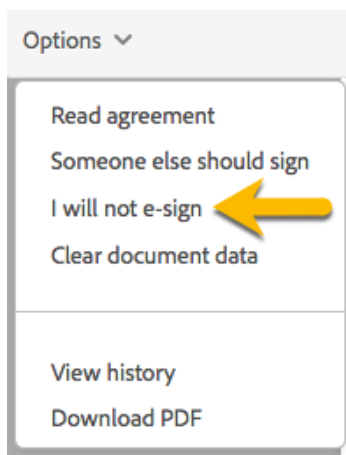 Options
Read agreement
Someone else should sign
I will not e-sign
Clear document data
View history
Download PDF